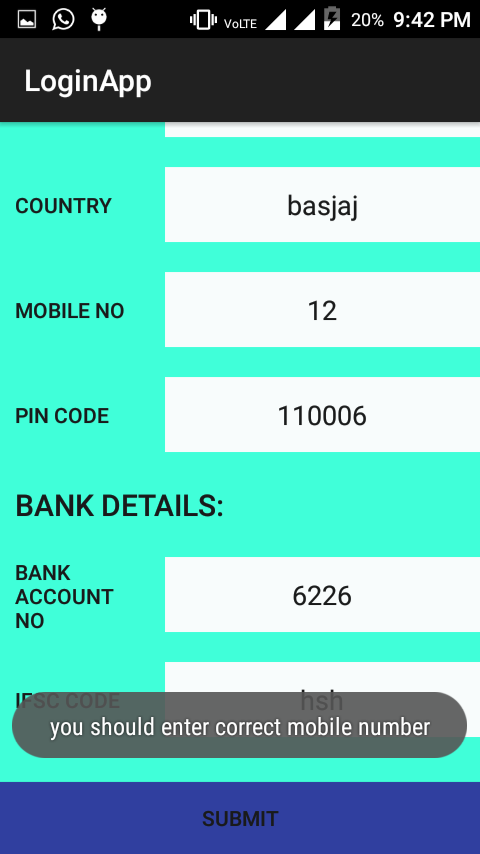 VoLTE 20% 9:42 PM
LoginApp
COUNTRY basjaj
MOBILE NO 12
PIN CODE 110006
BANK DETAILS:
BANK
ACCOUNT
NO
6226
IFSC CODE hsh
you should enter correct mobile number
SUBMIT